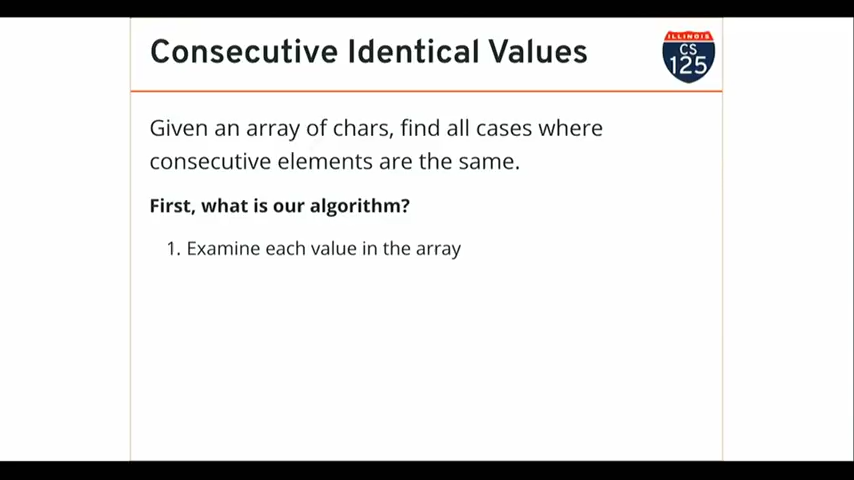 Consecutive Identical Values
ILLINOIS
CS
125
Given an array of chars, find all cases where
consecutive elements are the same.
First, what is our algorithm?
1. Examine each value in the array